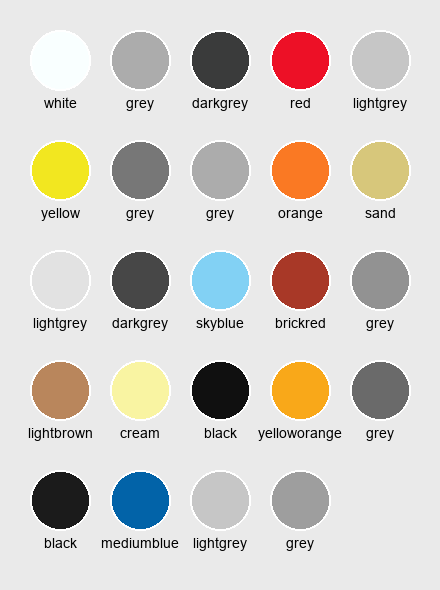 white grey darkgrey red lightgrey
yellow grey grey orange sand
lightgrey darkgrey skyblue brickred grey
lightbrown cream black yelloworange grey
black mediumblue lightgrey grey